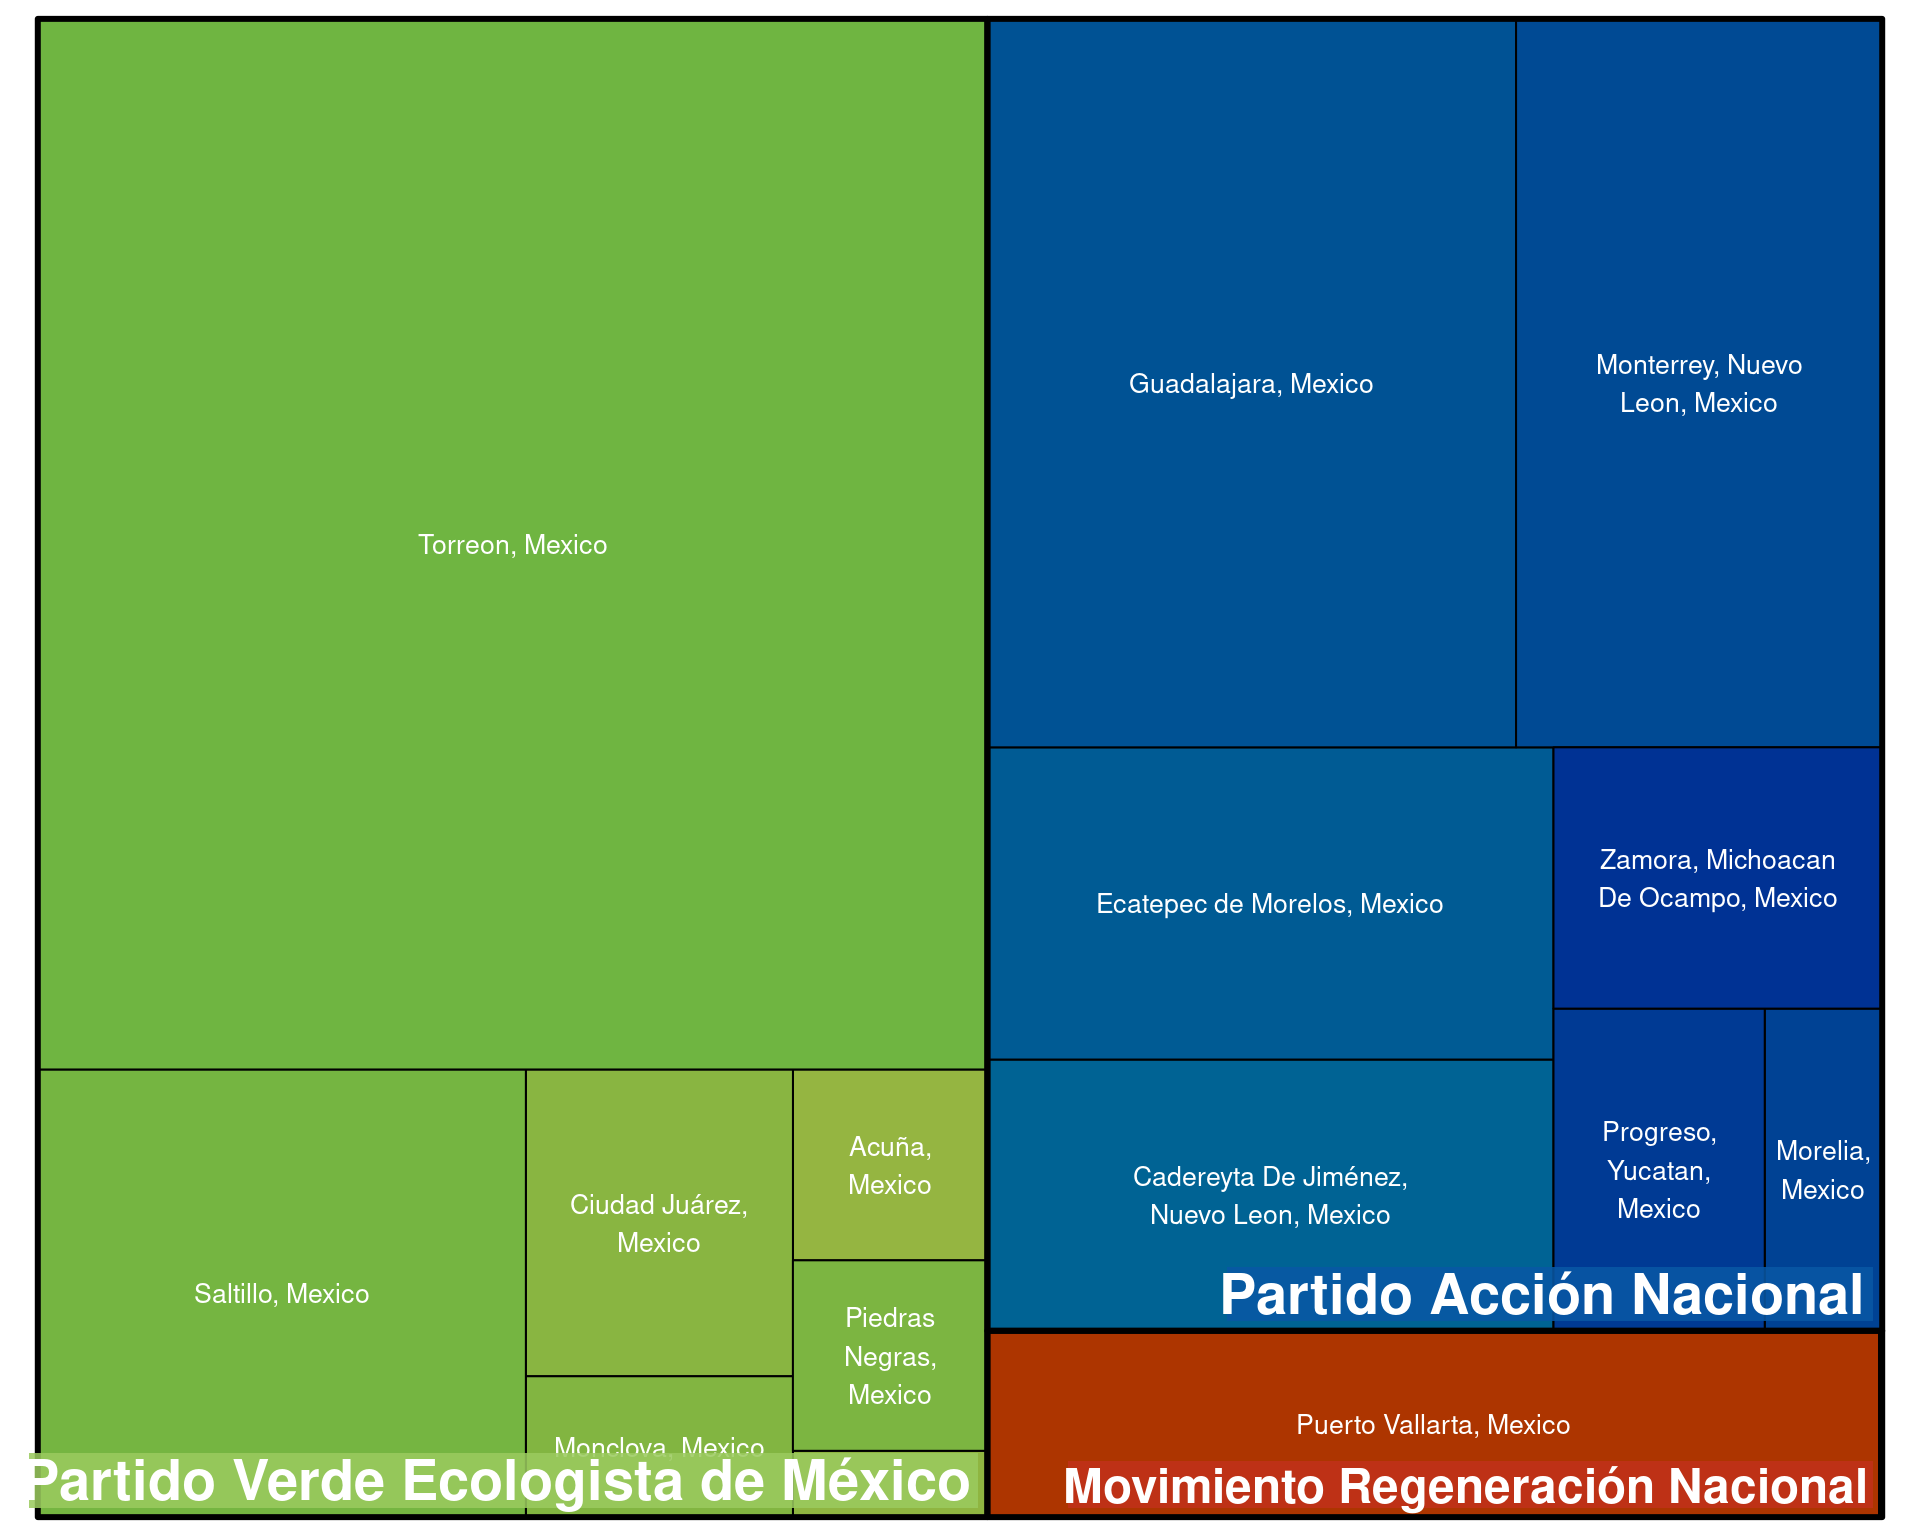 Torreon, Mexico
Saltillo, Mexico
Ciudad Juárez,
Mexico
Monclova, Mexico
Acuña,
Mexico
Piedras
Negras,
Mexico
Partido Verde Ecologista de México
Guadalajara, Mexico
Monterrey, Nuevo
Leon, Mexico
Ecatepec de Morelos, Mexico
Cadereyta De Jiménez,
Nuevo Leon, Mexico
Zamora, Michoacan
De Ocampo, Mexico
Progreso,
Yucatan,
Mexico
Morelia,
Mexico
Partido Acción Nacional
Puerto Vallarta, Mexico
Movimiento Regeneración Nacional